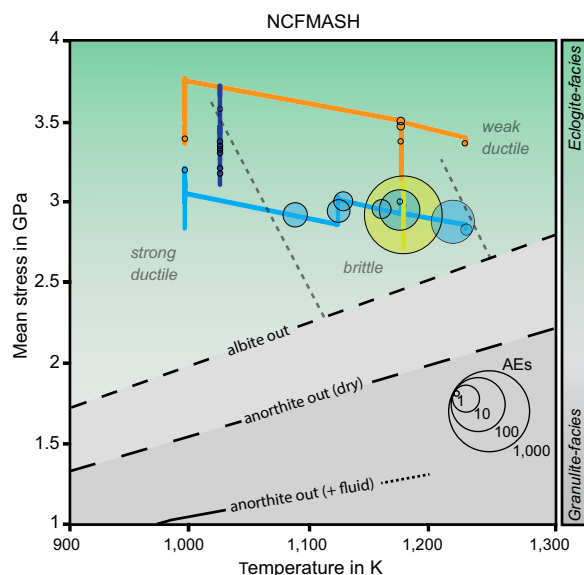 NCFMASH
4
3.5
3
2.5
2
1.5
1
Mean stress in GPa
900
1,000
1,100
1,200
1,300
Temperature in K
weak
ductile
strong
ductile
brittle
albite out
anorthite out (dry)
anorthite out (+ fluid)
AEs
1
10
100
1,000
Eclogite-facies
Granulite-facies